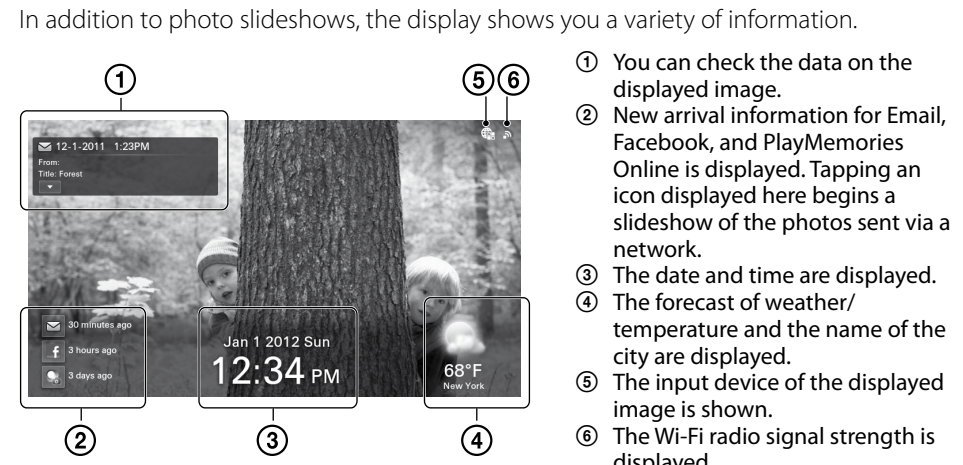 In addition to photo slideshows, the display shows you a variety of information.
①
⑤ ⑥
12-1-2011 1:23PM
From:
Title: Forest
30 minutes ago
3 hours ago
3 days ago
Jan 1 2012 Sun
12:34 PM
68°F
New York
②
③
④
① You can check the data on the
displayed image.
② New arrival information for Email,
Facebook, and PlayMemories
Online is displayed. Tapping an
icon displayed here begins a
slideshow of the photos sent via a
network.
③ The date and time are displayed.
④ The forecast of weather/
temperature and the name of the
city are displayed.
⑤ The input device of the displayed
image is shown.
⑥ The Wi-Fi radio signal strength is
displayed